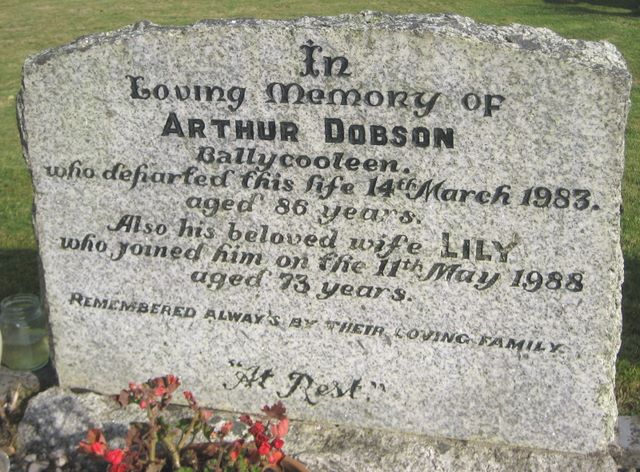 In
Loving Memory of
ARTHUR DOBSON
Ballycooleen.
who departed this life 14th March 1983.
aged 86 years.
Also his beloved wife LILY
who joined him on the 11th May 1988
aged 73 years.
REMEMBERED ALWAY'S BY THEIR LOVING FAMILY.
"At Rest."